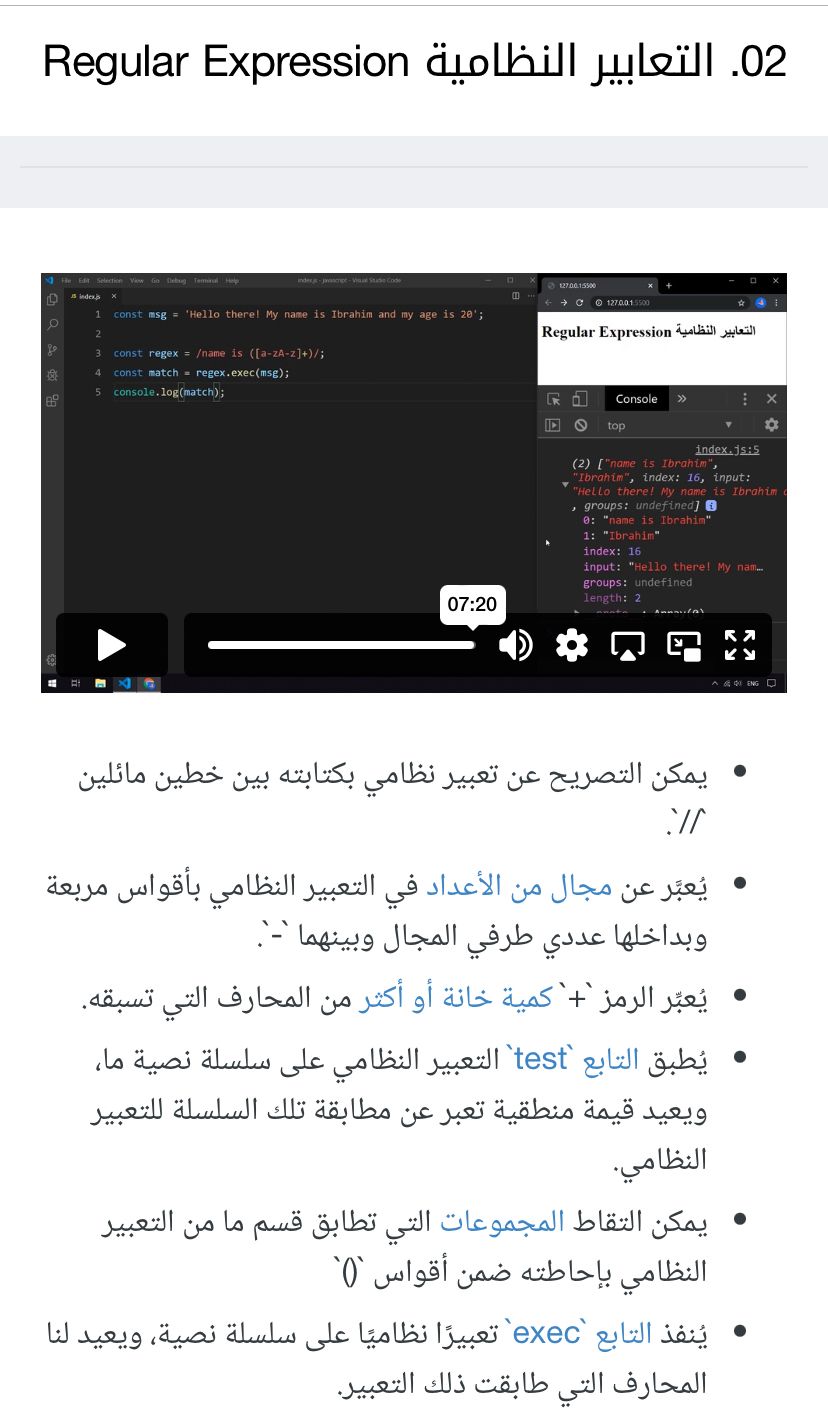 02. التعابير النظامية Regular Expression
File Edit Selection View Go Debug Terminal Help
index.js - javascript - Visual Studio Code
JS index.js ×
1 const msg = 'Hello there! My name is Ibrahim and my age is 20';
2
3 const regex = /name is ([a-zA-z]+)/;
4 const match = regex.exec(msg);
5 console.log(match);
127.0.0.1:5500
127.0.0.1:5500
التعابير النظامية Regular Expression
Console
top
index.js:5
(2) ["name is Ibrahim",
"Ibrahim", index: 16, input:
"Hello there! My name is Ibrahim
, groups: undefined]
0: "name is Ibrahim"
1: "Ibrahim"
index: 16
input: "Hello there! My nam…
groups: undefined
length: 2
07:20
ENG
• يمكن التصريح عن تعبير نظامي بكتابته بين خطين مائلين
`//`.
• يُعبَّر عن مجال من الأعداد في التعبير النظامي بأقواس مربعة
وبداخلها عددي طرفي المجال وبينهما `-`.
• يُعبِّر الرمز `+` كمية خانة أو أكثر من المحارف التي تسبقه.
• يُطبق التابع `test` التعبير النظامي على سلسلة نصية ما،
ويعيد قيمة منطقية تعبر عن مطابقة تلك السلسلة للتعبير
النظامي.
• يمكن التقاط المجموعات التي تطابق قسم ما من التعبير
النظامي بإحاطته ضمن أقواس `()`
• يُنفذ التابع `exec` تعبيرًا نظاميًا على سلسلة نصية، ويعيد لنا
المحارف التي طابقت ذلك التعبير.